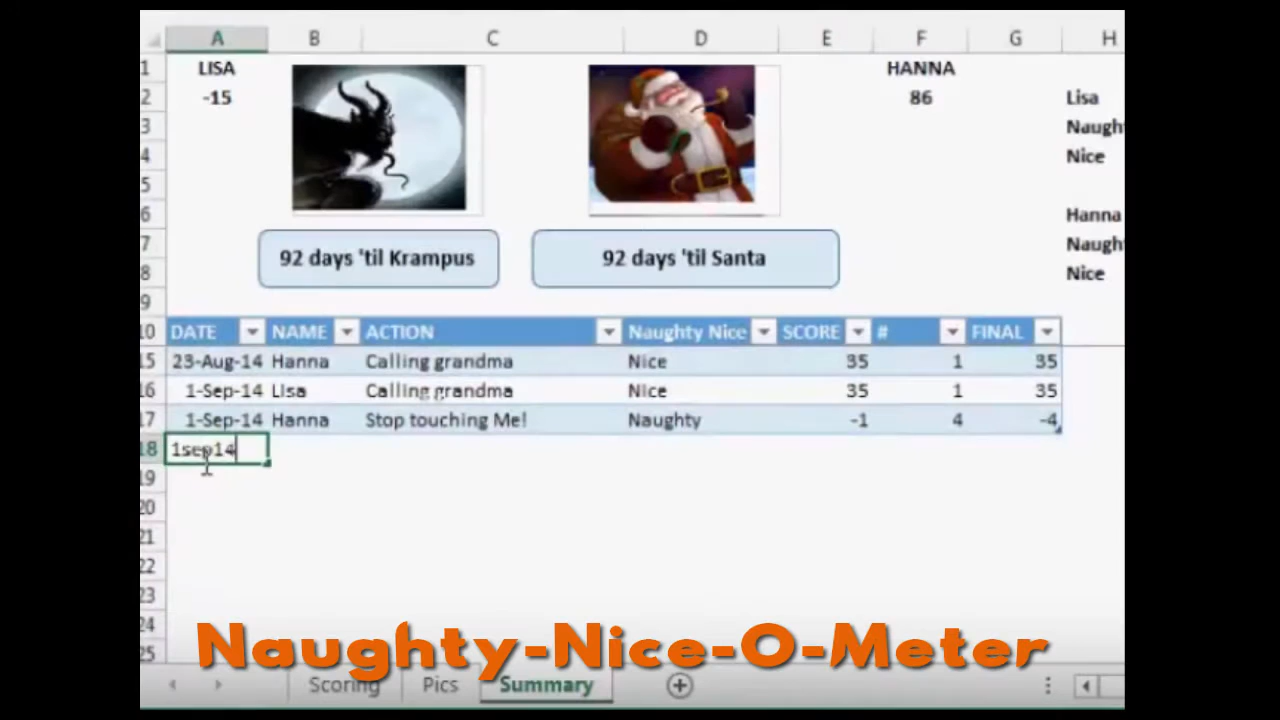 A B C D E F G H
1 LISA HANNA
2 -15 86 Lisa
3 Naught
4 Nice
5
6 Hanna
7 92 days 'til Krampus 92 days 'til Santa Naught
8 Nice
9
10 DATE NAME ACTION Naughty Nice SCORE # FINAL
15 23-Aug-14 Hanna Calling grandma Nice 35 1 35
16 1-Sep-14 Lisa Calling grandma Nice 35 1 35
17 1-Sep-14 Hanna Stop touching Me! Naughty -1 4 -4
18 1sep14
19
20
21
22
23
24
25
Naughty-Nice-O-Meter
Scoring Pics Summary